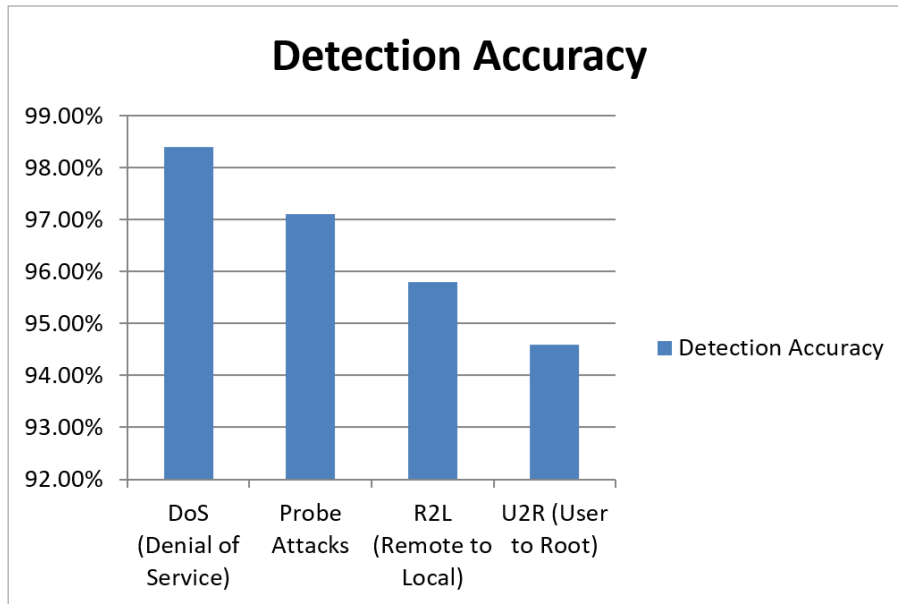 Detection Accuracy
99.00%
98.00%
97.00%
96.00%
95.00%
94.00%
93.00%
92.00%
DoS
(Denial of
Service)
Probe
Attacks
R2L
(Remote to
Local)
U2R (User
to Root)
Detection Accuracy